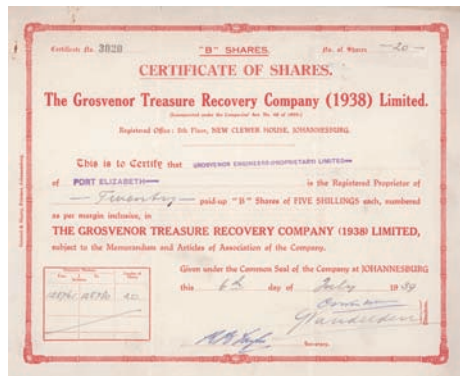 Certificate No. 3020 "B" SHARES. No. of Shares —20—
CERTIFICATE OF SHARES.
The Grosvenor Treasure Recovery Company (1938) Limited.
Registered Office: 5th Floor, NEW CLEWER HOUSE, JOHANNESBURG.
This is to Certify that GROSVENOR ENGINEERS (PROPRIETARY) LIMITED
of PORT ELIZABETH is the Registered Proprietor of
— Twenty — paid-up "B" Shares of FIVE SHILLINGS each, numbered
as per margin inclusive, in
THE GROSVENOR TREASURE RECOVERY COMPANY (1938) LIMITED,
subject to the Memorandum and Articles of Association of the Company.
Given under the Common Seal of the Company at JOHANNESBURG
this 6th day of July 1939
20
Secretary.